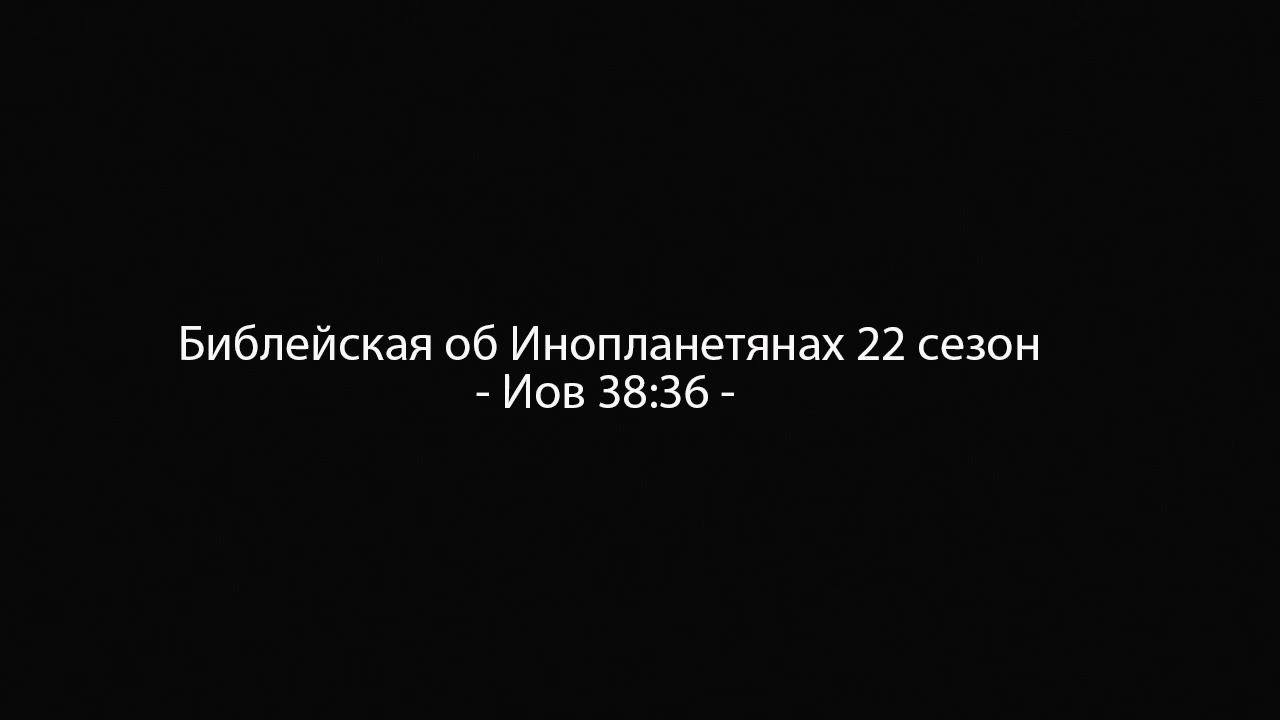 Библейская об Инопланетянах 22 сезон
- Иов 38:36 -